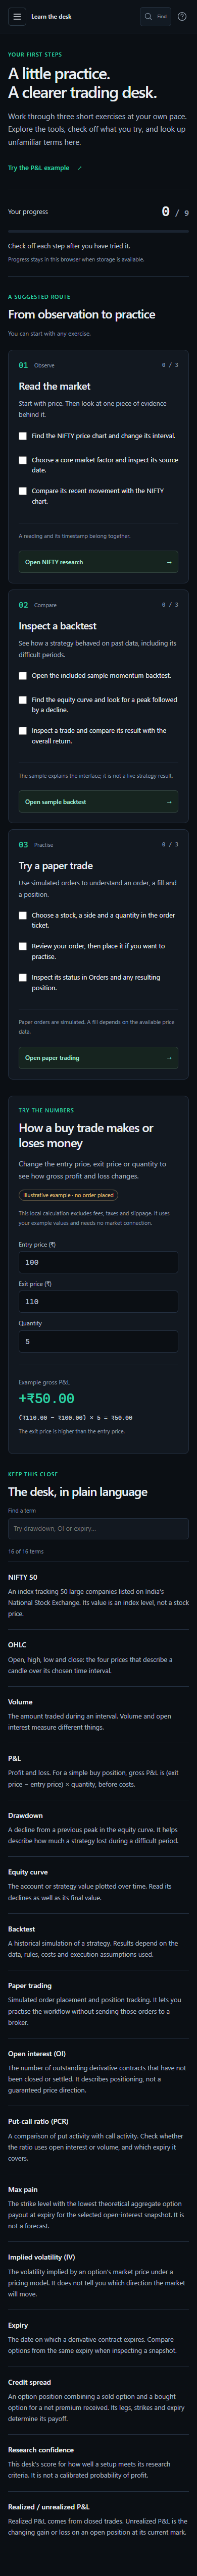 Learn the desk
Find
YOUR FIRST STEPS
A little practice.
A clearer trading desk.
Work through three short exercises at your own pace.
Explore the tools, check off what you try, and look up
unfamiliar terms here.
Try the P&L example ↗
Your progress 0 / 9
Check off each step after you have tried it.
Progress stays in this browser when storage is available.
A SUGGESTED ROUTE
From observation to practice
You can start with any exercise.
01 Observe 0 / 3
Read the market
Start with price. Then look at one piece of evidence
behind it.
Find the NIFTY price chart and change its interval.
Choose a core market factor and inspect its source
date.
Compare its recent movement with the NIFTY
chart.
A reading and its timestamp belong together.
Open NIFTY research →
02 Compare 0 / 3
Inspect a backtest
See how a strategy behaved on past data, including its
difficult periods.
Open the included sample momentum backtest.
Find the equity curve and look for a peak followed
by a decline.
Inspect a trade and compare its result with the
overall return.
The sample explains the interface; it is not a live strategy result.
Open sample backtest →
03 Practise 0 / 3
Try a paper trade
Use simulated orders to understand an order, a fill and
a position.
Choose a stock, a side and a quantity in the order
ticket.
Review your order, then place it if you want to
practise.
Inspect its status in Orders and any resulting
position.
Paper orders are simulated. A fill depends on the available price
data.
Open paper trading →
TRY THE NUMBERS
How a buy trade makes or
loses money
Change the entry price, exit price or quantity to
see how gross profit and loss changes.
Illustrative example · no order placed
This local calculation excludes fees, taxes and slippage. It uses
your example values and needs no market connection.
Entry price (₹)
100
Exit price (₹)
110
Quantity
5
Example gross P&L
+₹50.00
(₹110.00 − ₹100.00) × 5 = ₹50.00
The exit price is higher than the entry price.
KEEP THIS CLOSE
The desk, in plain language
Find a term
Try drawdown, OI or expiry...
16 of 16 terms
NIFTY 50
An index tracking 50 large companies listed on India's
National Stock Exchange. Its value is an index level, not a stock
price.
OHLC
Open, high, low and close: the four prices that describe a
candle over its chosen time interval.
Volume
The amount traded during an interval. Volume and open
interest measure different things.
P&L
Profit and loss. For a simple buy position, gross P&L is (exit
price − entry price) × quantity, before costs.
Drawdown
A decline from a previous peak in the equity curve. It helps
describe how much a strategy lost during a difficult period.
Equity curve
The account or strategy value plotted over time. Read its
declines as well as its final value.
Backtest
A historical simulation of a strategy. Results depend on the
data, rules, costs and execution assumptions used.
Paper trading
Simulated order placement and position tracking. It lets you
practise the workflow without sending those orders to a
broker.
Open interest (OI)
The number of outstanding derivative contracts that have not
been closed or settled. It describes positioning, not a
guaranteed price direction.
Put-call ratio (PCR)
A comparison of put activity with call activity. Check whether
the ratio uses open interest or volume, and which expiry it
covers.
Max pain
The strike level with the lowest theoretical aggregate option
payout at expiry for the selected open-interest snapshot. It is
not a forecast.
Implied volatility (IV)
The volatility implied by an option's market price under a
pricing model. It does not tell you which direction the market
will move.
Expiry
The date on which a derivative contract expires. Compare
options from the same expiry when inspecting a snapshot.
Credit spread
An option position combining a sold option and a bought
option for a net premium received. Its legs, strikes and expiry
determine its payoff.
Research confidence
This desk's score for how well a setup meets its research
criteria. It is not a calibrated probability of profit.
Realized / unrealized P&L
Realized P&L comes from closed trades. Unrealized P&L is the
changing gain or loss on an open position at its current mark.